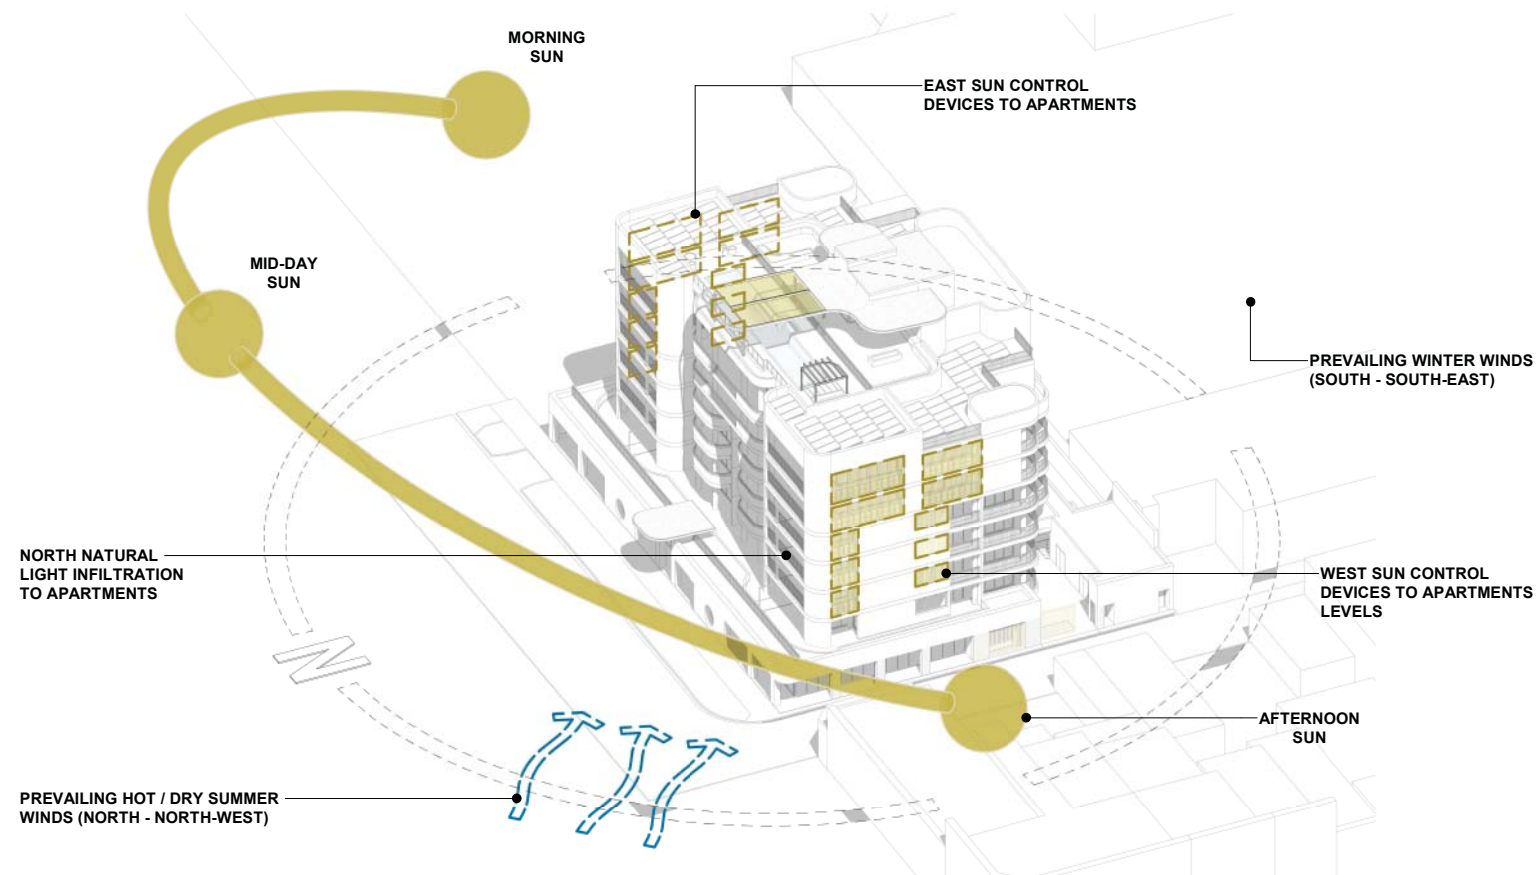 MORNING
SUN
EAST SUN CONTROL
DEVICES TO APARTMENTS
MID-DAY
SUN
PREVAILING WINTER WINDS
(SOUTH - SOUTH-EAST)
NORTH NATURAL
LIGHT INFILTRATION
TO APARTMENTS
WEST SUN CONTROL
DEVICES TO APARTMENTS
LEVELS
N
AFTERNOON
SUN
PREVAILING HOT / DRY SUMMER
WINDS (NORTH - NORTH-WEST)